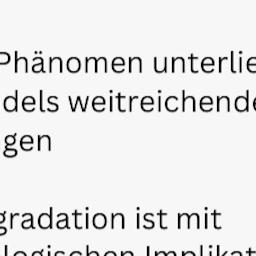 Phänomen unterlie
dels weitreichende
gen
gradation ist mit
logischen Implikat